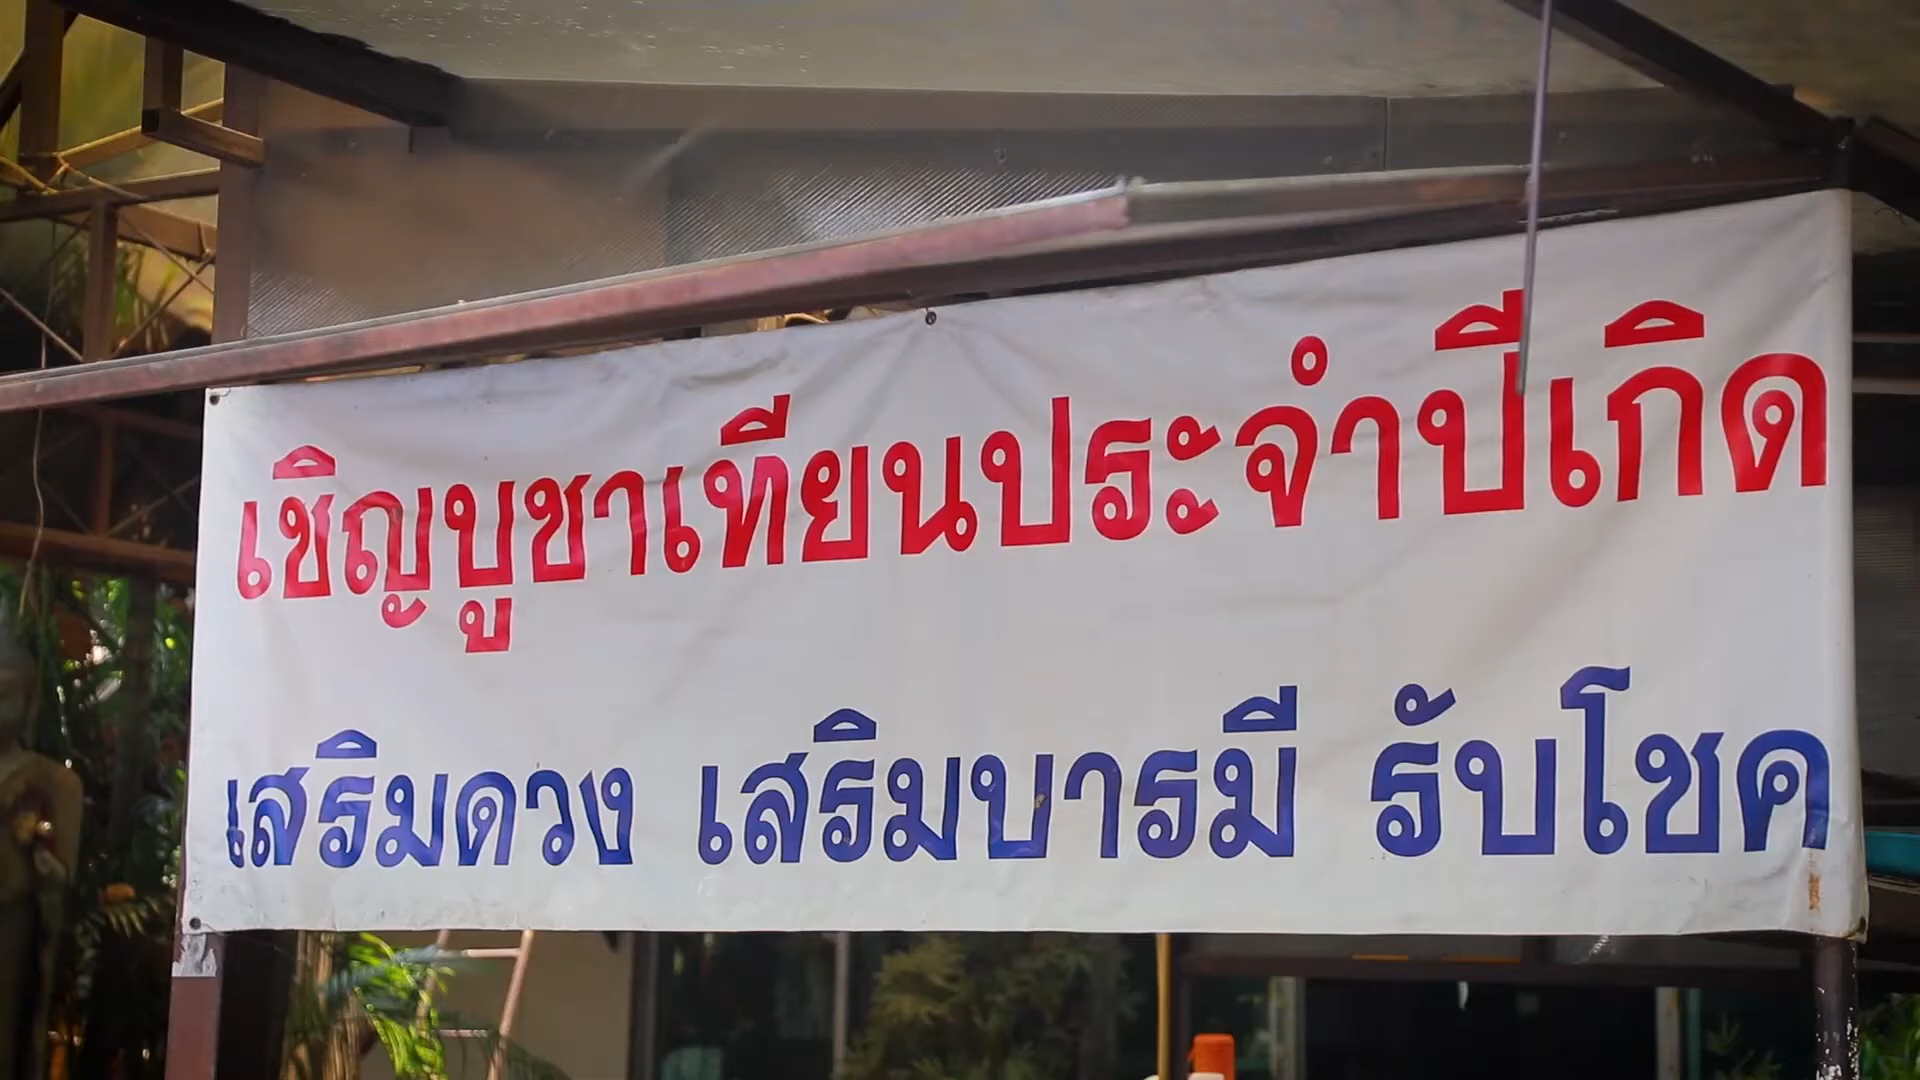 เชิญบูชาเทียนประจำปีเกิด
เสริมดวง เสริมบารมี รับโชค